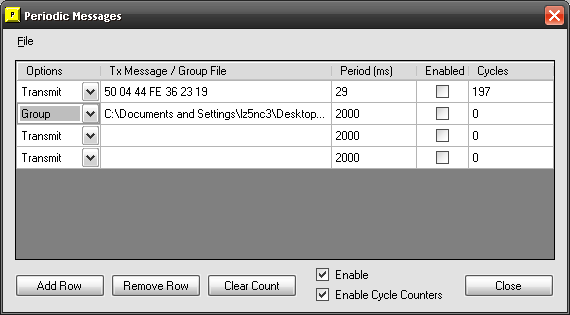 P Periodic Messages
File
Options Tx Message / Group File Period (ms) Enabled Cycles
Transmit 50 04 44 FE 36 23 19 29 197
Group C:\Documents and Settings\lz5nc3\Desktop... 2000 0
Transmit 2000 0
Transmit 2000 0
Add Row Remove Row Clear Count Enable Close
Enable Cycle Counters